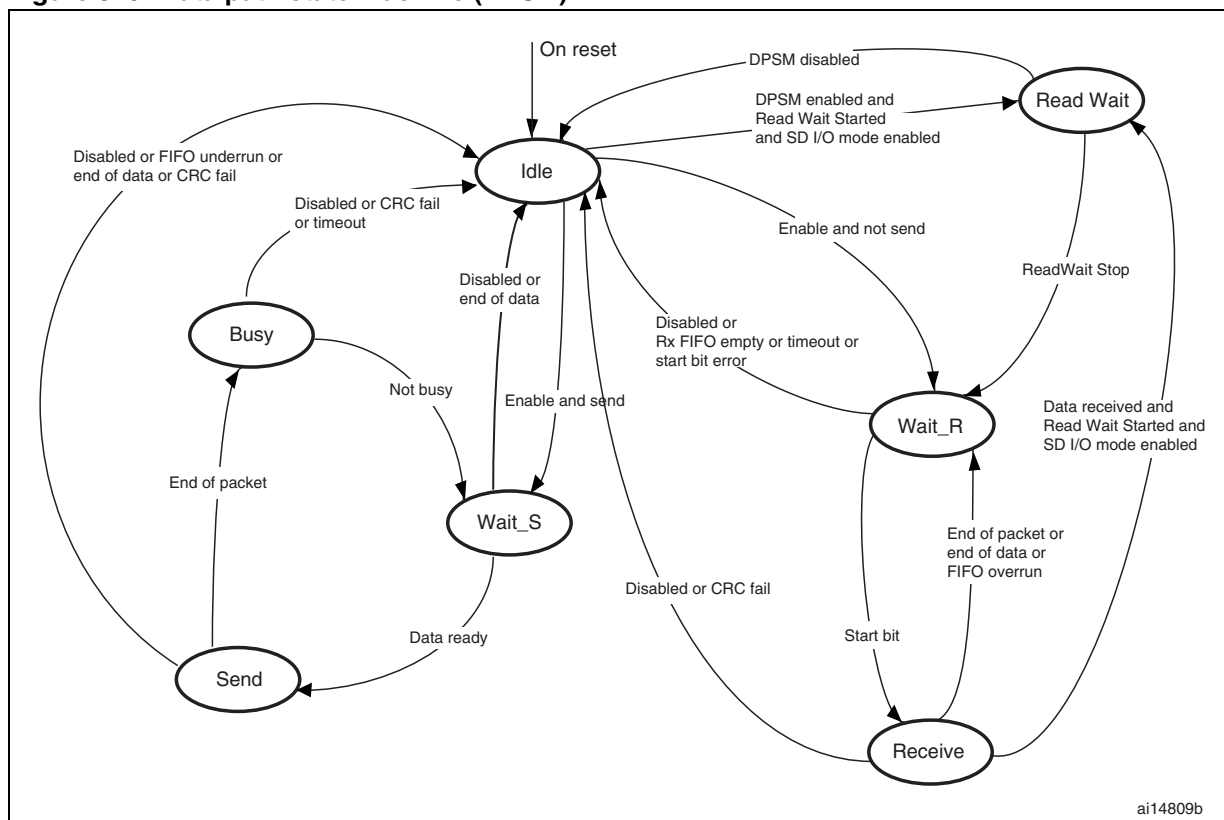 On reset
DPSM disabled
Read Wait
DPSM enabled and
Read Wait Started
and SD I/O mode enabled
Disabled or FIFO underrun or
end of data or CRC fail
Idle
Disabled or CRC fail
or timeout
Enable and not send
ReadWait Stop
Disabled or
end of data
Disabled or
Rx FIFO empty or timeout or
start bit error
Busy
Not busy
Enable and send
Wait_R
Data received and
Read Wait Started and
SD I/O mode enabled
End of packet
Wait_S
End of packet or
end of data or
FIFO overrun
Disabled or CRC fail
Data ready
Start bit
Send
Receive
ai14809b